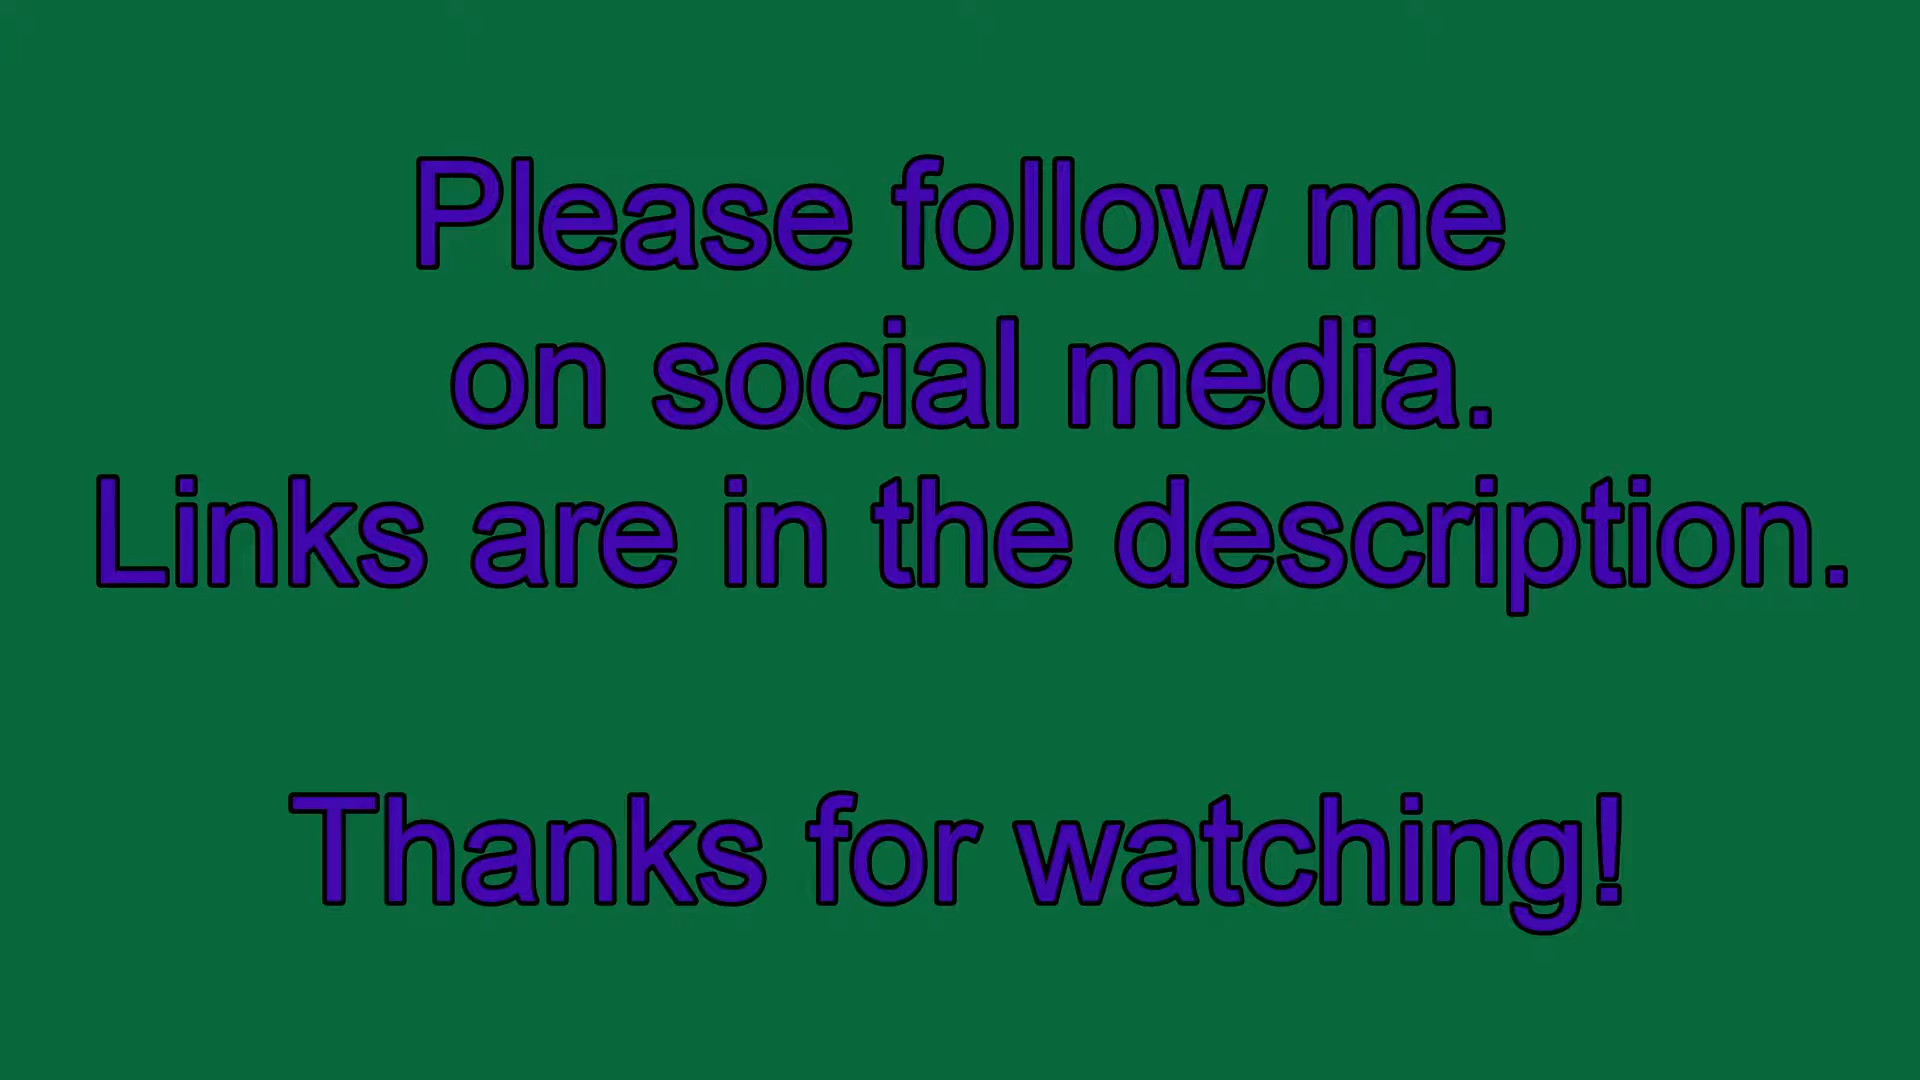 Please follow me
on social media.
Links are in the description.
Thanks for watching!